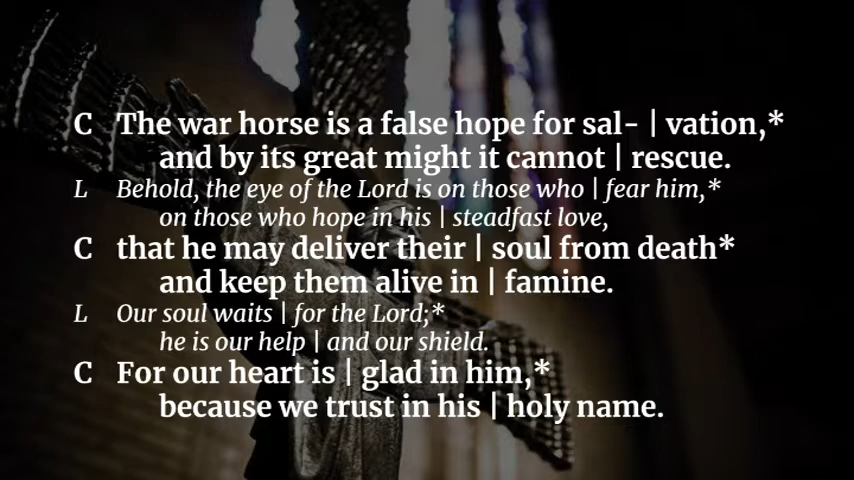 C The war horse is a false hope for sal- | vation,*
and by its great might it cannot | rescue.
L Behold, the eye of the Lord is on those who | fear him,*
on those who hope in his | steadfast love,
C that he may deliver their | soul from death*
and keep them alive in | famine.
L Our soul waits | for the Lord;*
he is our help | and our shield.
C For our heart is | glad in him,*
because we trust in his | holy name.